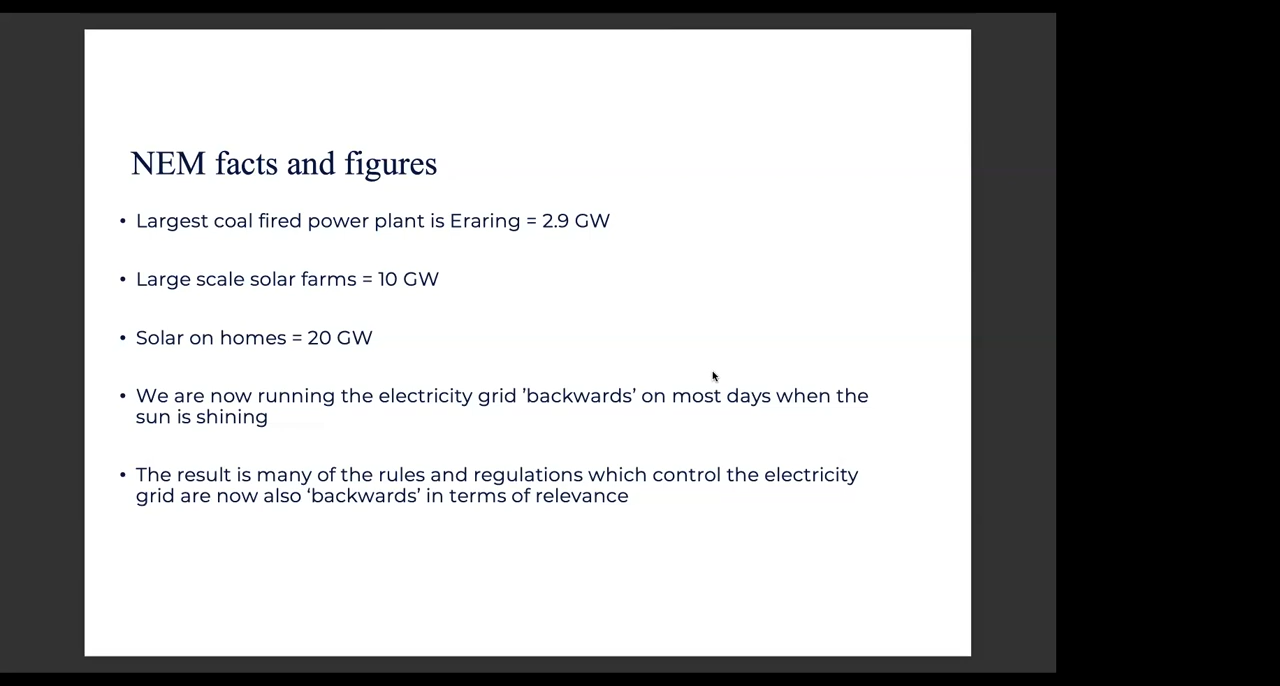 NEM facts and figures
• Largest coal fired power plant is Eraring = 2.9 GW
• Large scale solar farms = 10 GW
• Solar on homes = 20 GW
• We are now running the electricity grid ’backwards’ on most days when the
sun is shining
• The result is many of the rules and regulations which control the electricity
grid are now also ‘backwards’ in terms of relevance